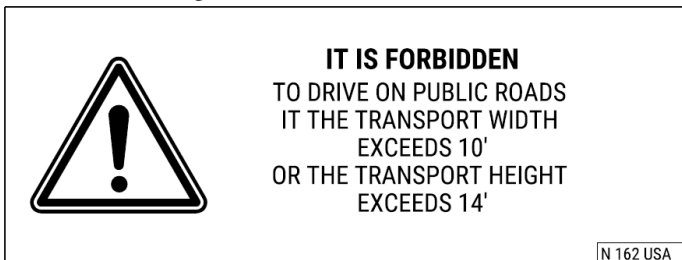 IT IS FORBIDDEN
TO DRIVE ON PUBLIC ROADS
IT THE TRANSPORT WIDTH
EXCEEDS 10'
OR THE TRANSPORT HEIGHT
EXCEEDS 14'
N 162 USA